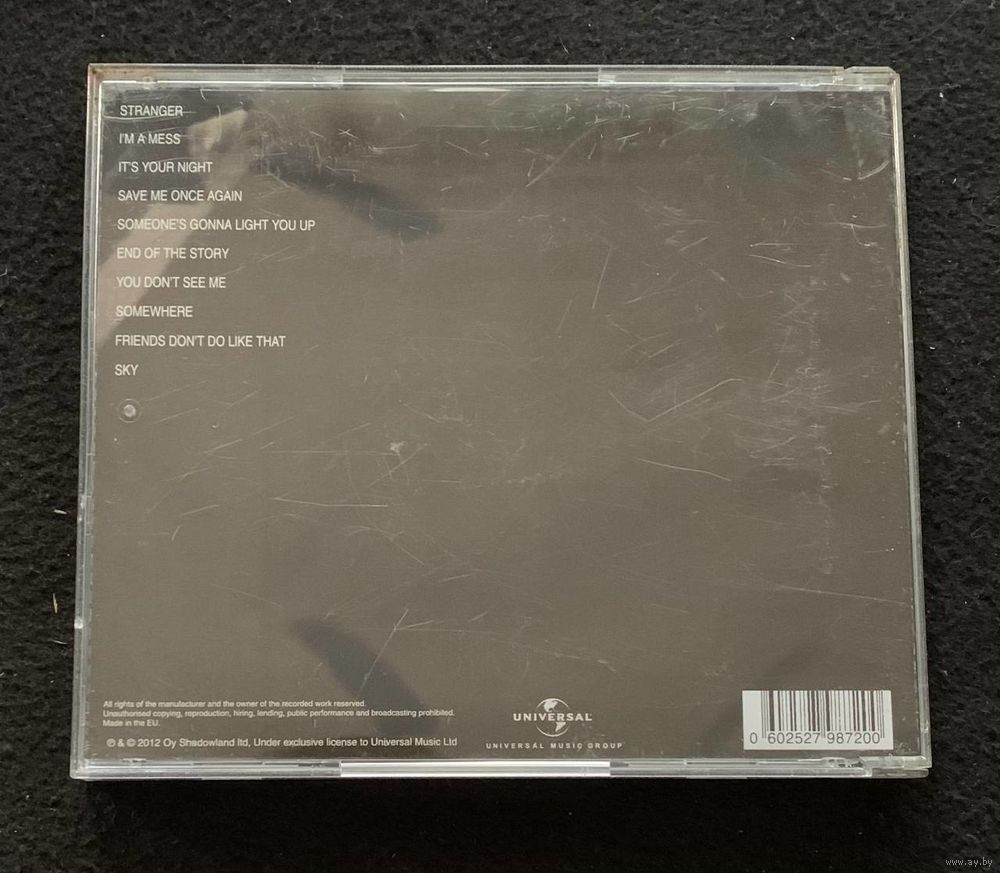 STRANGER
I'M A MESS
IT'S YOUR NIGHT
SAVE ME ONCE AGAIN
SOMEONE'S GONNA LIGHT YOU UP
END OF THE STORY
YOU DON'T SEE ME
SOMEWHERE
FRIENDS DON'T DO LIKE THAT
SKY
All rights of the manufacturer and the owner of the recorded work reserved.
Unauthorised copying, reproduction, hiring, lending, public performance and broadcasting prohibited.
Made in the EU.
℗ & © 2012 Oy Shadowland ltd, Under exclusive license to Universal Music Ltd
UNIVERSAL
UNIVERSAL MUSIC GROUP
0 602527 987200
www.ay.by